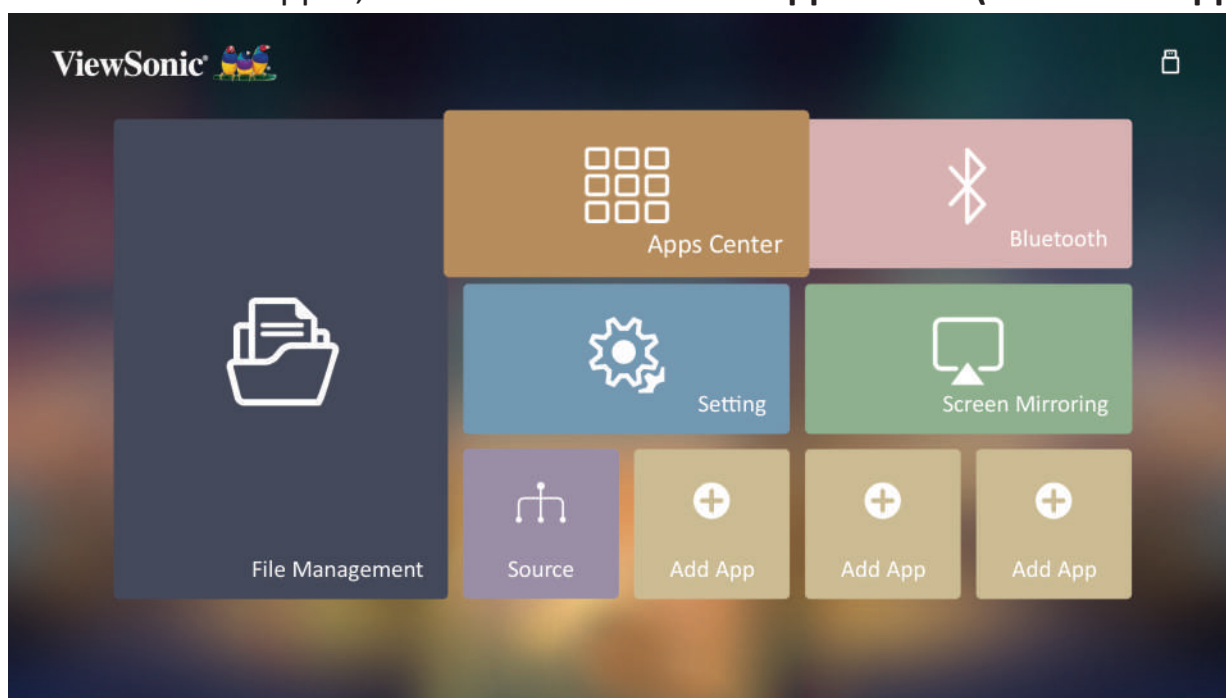 ViewSonic®
Apps Center
Bluetooth
Setting
Screen Mirroring
File Management
Source
Add App
Add App
Add App